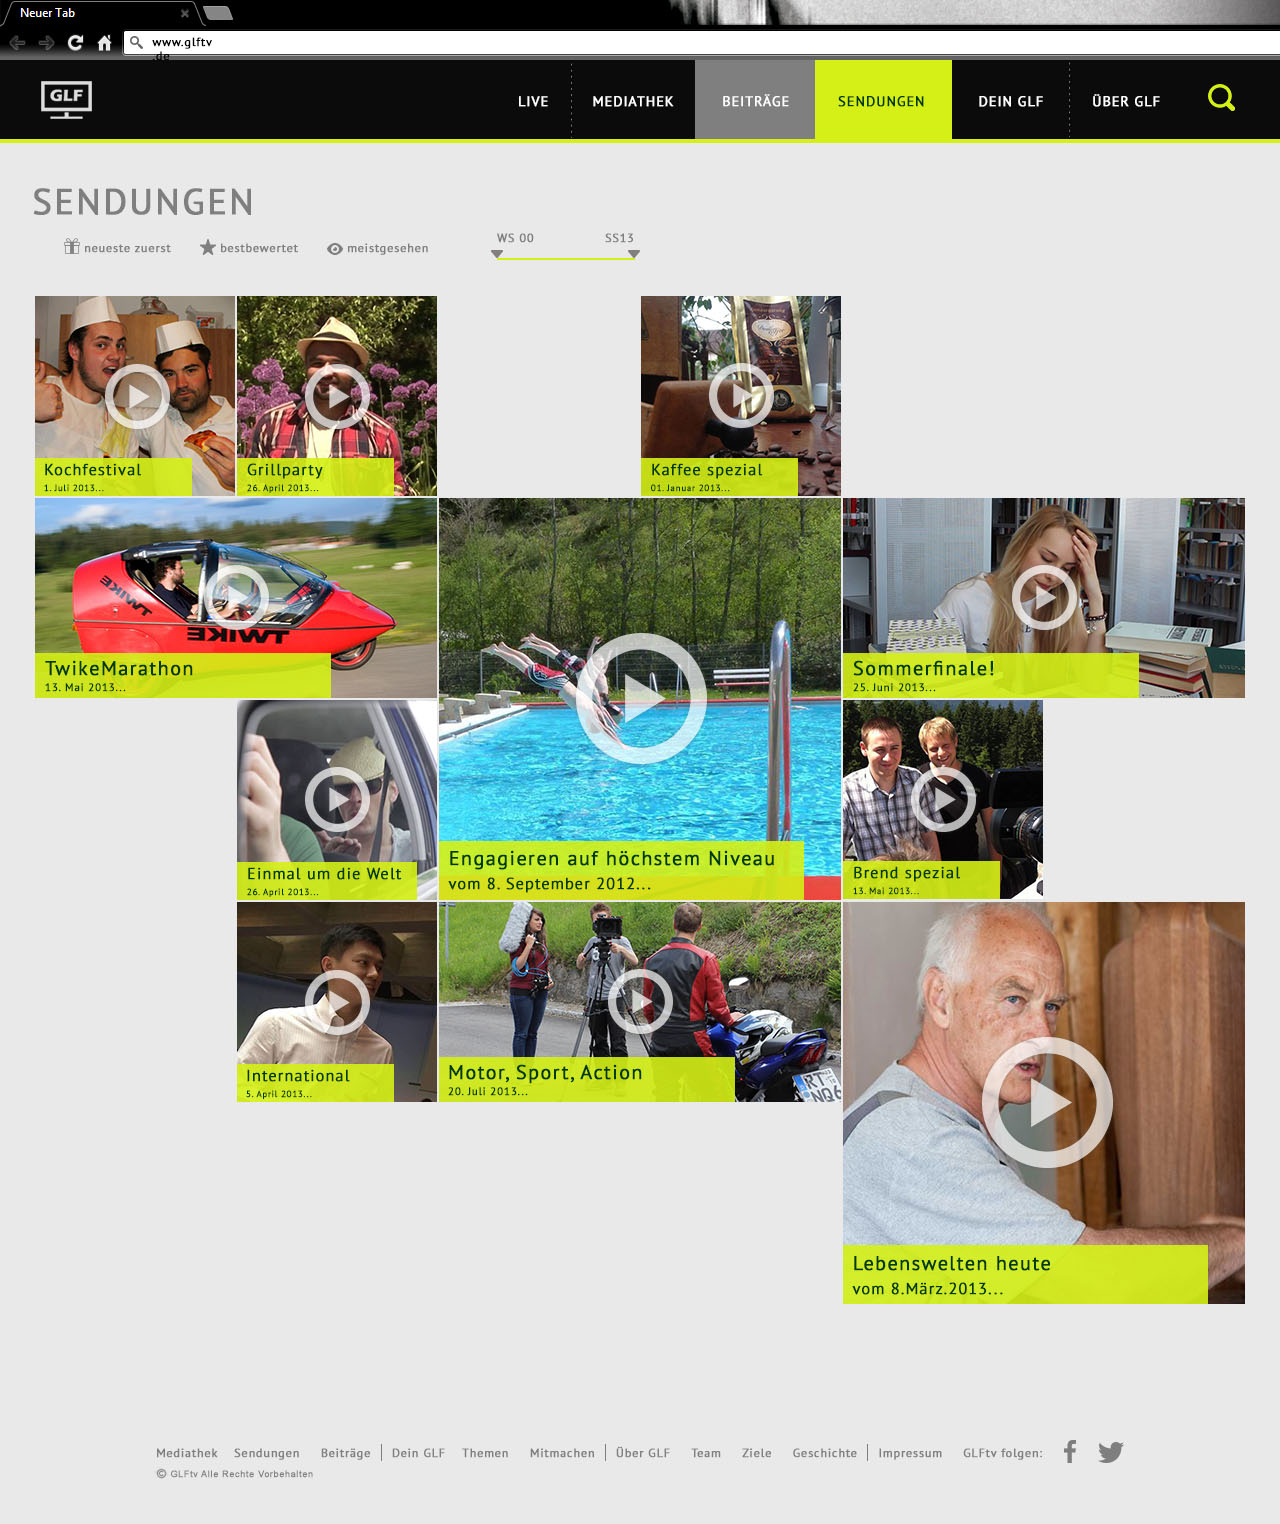 Neuer Tab
www.glftv
.de
GLF
LIVE
MEDIATHEK
BEITRÄGE
SENDUNGEN
DEIN GLF
ÜBER GLF
SENDUNGEN
neueste zuerst
bestbewertet
meistgesehen
WS 00
SS13
Kochfestival
1. Juli 2013...
Grillparty
26. April 2013...
Kaffee spezial
01. Januar 2013...
TWIKE
TWIKE
TwikeMarathon
13. Mai 2013...
Engagieren auf höchstem Niveau
vom 8. September 2012...
Sommerfinale!
25. Juni 2013...
Einmal um die Welt
26. April 2013...
Brend spezial
13. Mai 2013...
International
5. April 2013...
Motor, Sport, Action
20. Juli 2013...
RT
NQ6
Lebenswelten heute
vom 8.März.2013...
Mediathek Sendungen Beiträge Dein GLF Themen Mitmachen Über GLF Team Ziele Geschichte Impressum GLFtv folgen:
© GLFtv Alle Rechte Vorbehalten